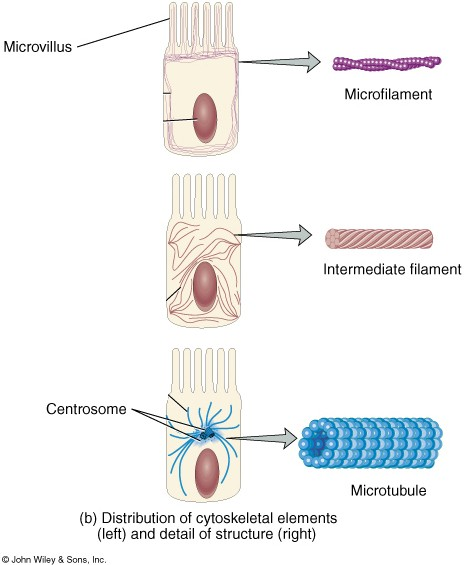 Microvillus
Microfilament
Intermediate filament
Centrosome
Microtubule
(b) Distribution of cytoskeletal elements
(left) and detail of structure (right)
© John Wiley & Sons, Inc.